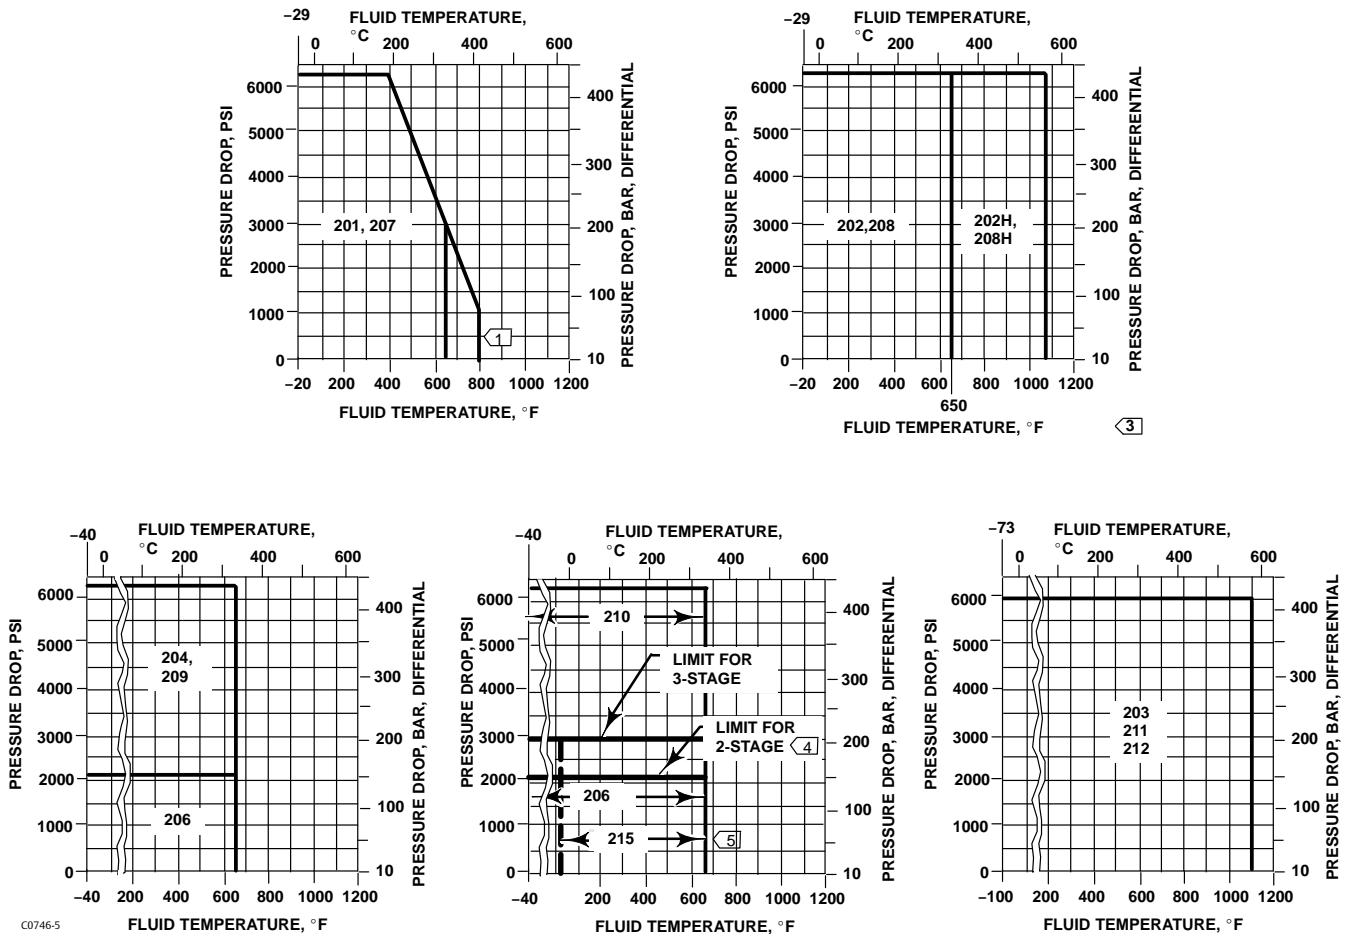 −29
FLUID TEMPERATURE,
°C
0 200 400 600
PRESSURE DROP, PSI
6000
5000
4000
3000
2000
1000
0
201, 207
1
400
300
200
100
10
PRESSURE DROP, BAR, DIFFERENTIAL
−20 200 400 600 800 1000 1200
FLUID TEMPERATURE, °F
−29
FLUID TEMPERATURE,
°C
0 200 400 600
PRESSURE DROP, PSI
6000
5000
4000
3000
2000
1000
0
202,208
202H,
208H
400
300
200
100
10
PRESSURE DROP, BAR, DIFFERENTIAL
−20 200 400 600 800 1000 1200
650
FLUID TEMPERATURE, °F
3
−40
FLUID TEMPERATURE,
°C
0 200 400 600
PRESSURE DROP, PSI
6000
5000
4000
3000
2000
1000
0
204,
209
206
400
300
200
100
10
PRESSURE DROP, BAR, DIFFERENTIAL
−40 200 400 600 800 1000 1200
FLUID TEMPERATURE, °F
C0746-5
−40
FLUID TEMPERATURE,
°C
0 200 400 600
PRESSURE DROP, PSI
6000
5000
4000
3000
2000
1000
0
210
LIMIT FOR
3-STAGE
LIMIT FOR
2-STAGE
4
206
215
5
400
300
200
100
10
PRESSURE DROP, BAR, DIFFERENTIAL
−40 200 400 600 800 1000 1200
FLUID TEMPERATURE, °F
−73
FLUID TEMPERATURE,
°C
0 200 400 600
PRESSURE DROP, PSI
6000
5000
4000
3000
2000
1000
0
203
211
212
400
300
200
100
10
PRESSURE DROP, BAR, DIFFERENTIAL
−100 200 400 600 800 1000 1200
FLUID TEMPERATURE, °F